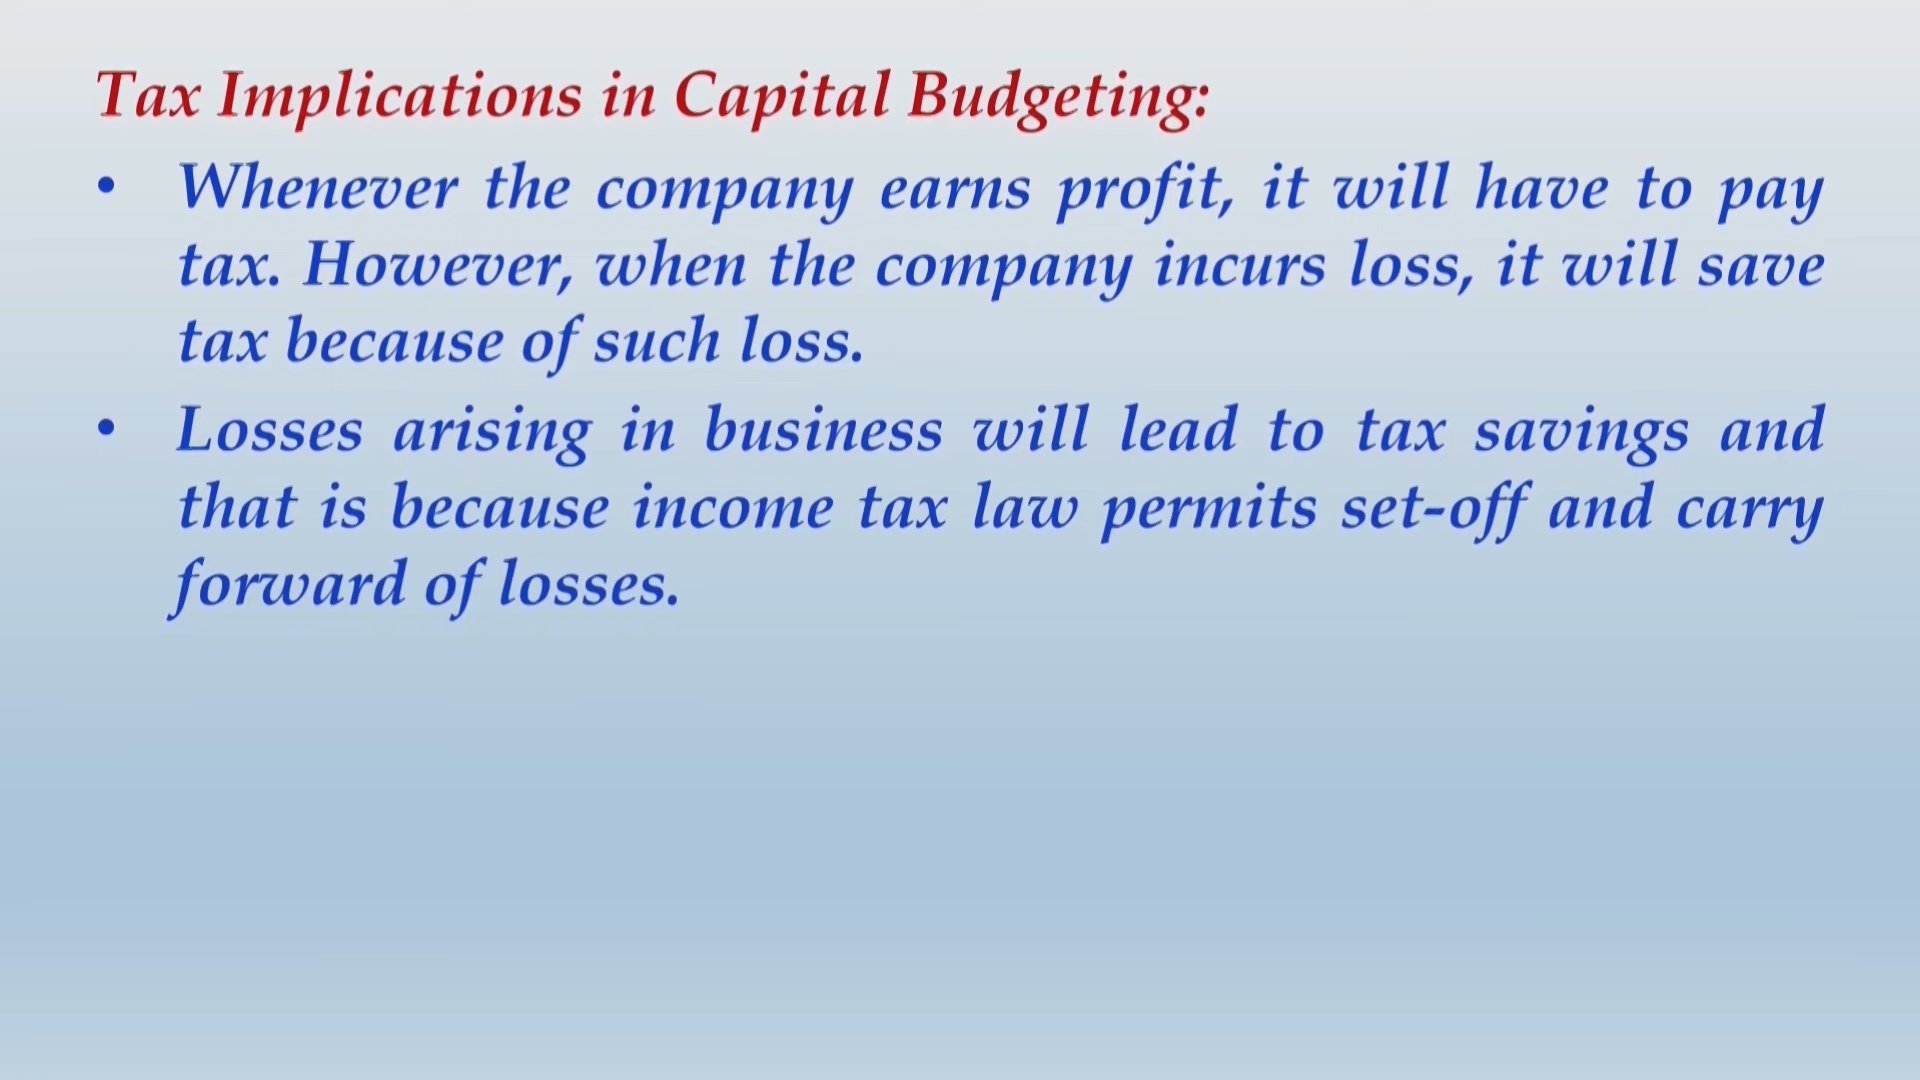 Tax Implications in Capital Budgeting:
• Whenever the company earns profit, it will have to pay
tax. However, when the company incurs loss, it will save
tax because of such loss.
• Losses arising in business will lead to tax savings and
that is because income tax law permits set-off and carry
forward of losses.